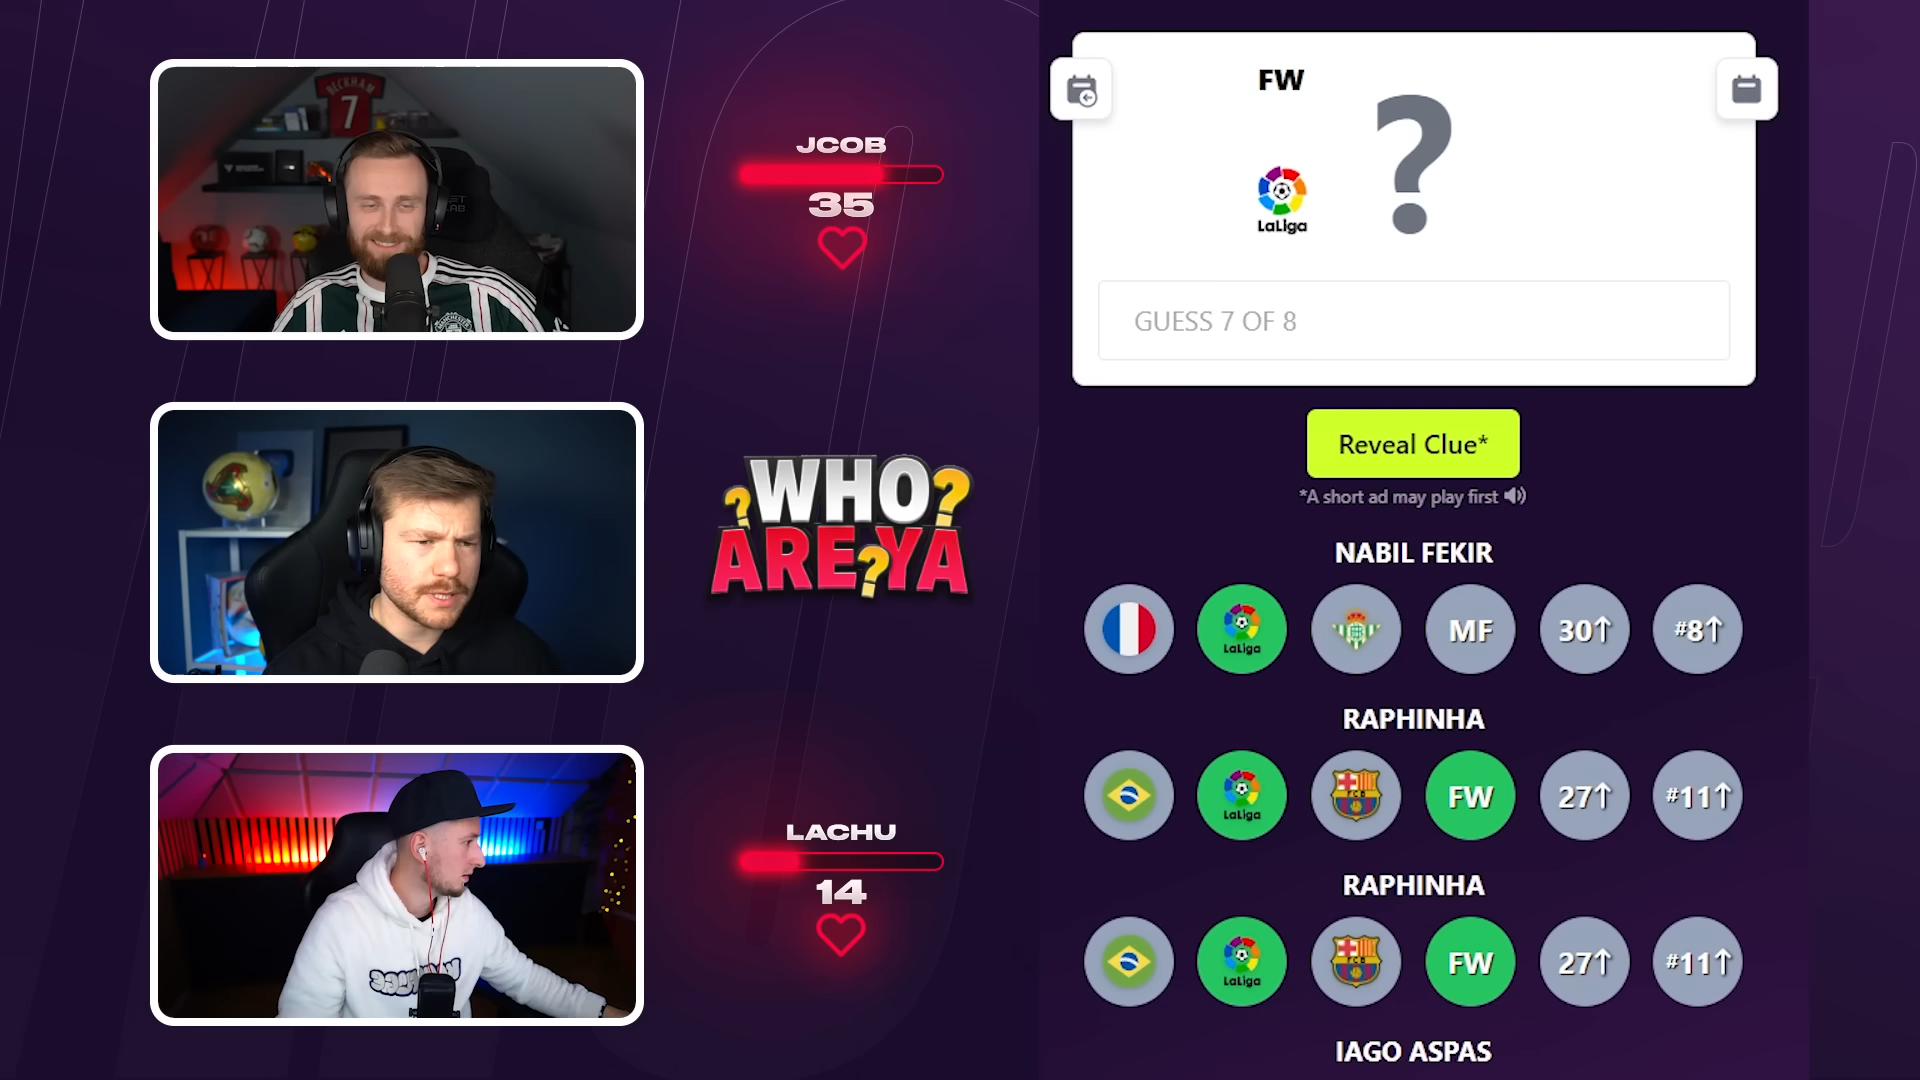 BECKHAM
7
JCOB
35
WHO?
ARE YA
LACHU
14
FW
LaLiga
GUESS 7 OF 8
Reveal Clue*
*A short ad may play first
NABIL FEKIR
LaLiga
MF
30↑
#8↑
RAPHINHA
LaLiga
FW
27↑
#11↑
RAPHINHA
LaLiga
FW
27↑
#11↑
IAGO ASPAS